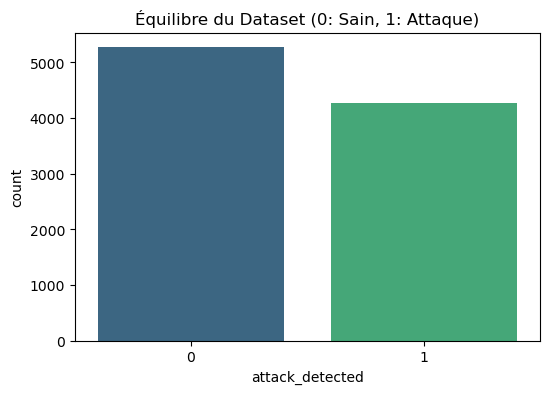 Équilibre du Dataset (0: Sain, 1: Attaque)
5000
4000
3000
2000
1000
0
count
0 1
attack_detected